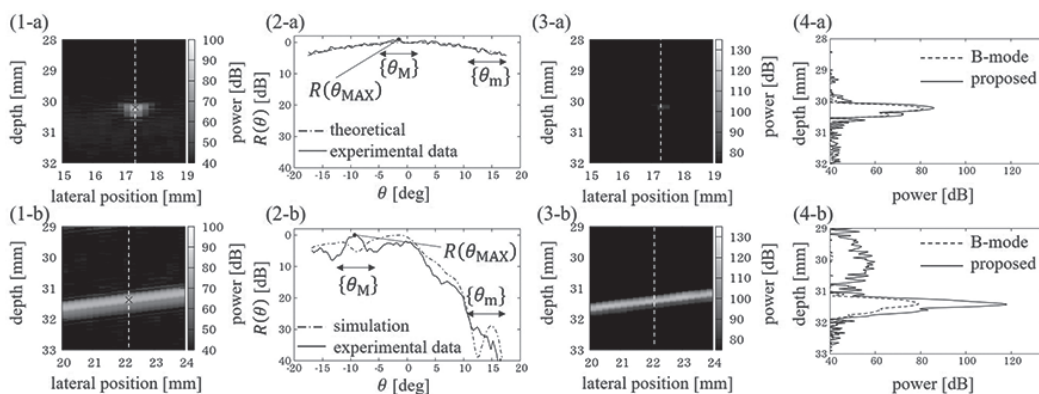 (1-a)
28
29
30
31
32
15 16 17 18 19
depth [mm]
lateral position [mm]
100
90
80
70
60
50
40
power [dB]
(2-a)
0
10
20
30
40
R(θ) [dB]
{θM}
{θm}
R(θMAX)
theoretical
experimental data
-20 -15 -10 -5 0 5 10 15 20
θ [deg]
(3-a)
28
29
30
31
32
15 16 17 18 19
depth [mm]
lateral position [mm]
130
120
110
100
90
80
power [dB]
(4-a)
28
29
30
31
32
depth [mm]
B-mode
proposed
40 60 80 100 120
power [dB]
(1-b)
29
30
31
32
33
20 21 22 23 24
depth [mm]
lateral position [mm]
100
90
80
70
60
50
40
power [dB]
(2-b)
0
10
20
30
40
R(θ) [dB]
R(θMAX)
{θM}
{θm}
simulation
experimental data
-20 -15 -10 -5 0 5 10 15 20
θ [deg]
(3-b)
29
30
31
32
33
20 21 22 23 24
depth [mm]
lateral position [mm]
130
120
110
100
90
80
power [dB]
(4-b)
29
30
31
32
33
depth [mm]
B-mode
proposed
40 60 80 100 120
power [dB]